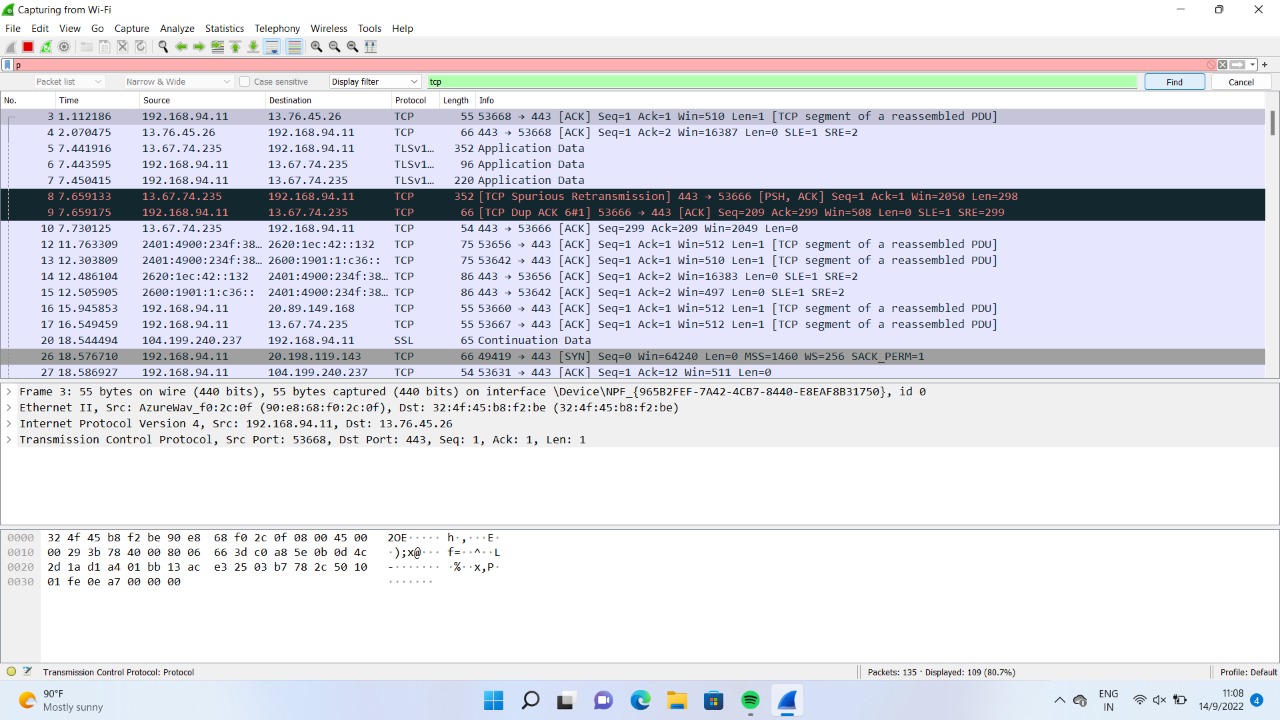 Capturing from Wi-Fi
File Edit View Go Capture Analyze Statistics Telephony Wireless Tools Help
p
Packet list Narrow & Wide Case sensitive Display filter tcp Find Cancel
No. Time Source Destination Protocol Length Info
3 1.112186 192.168.94.11 13.76.45.26 TCP 55 53668 → 443 [ACK] Seq=1 Ack=1 Win=510 Len=1 [TCP segment of a reassembled PDU]
4 2.070475 13.76.45.26 192.168.94.11 TCP 66 443 → 53668 [ACK] Seq=1 Ack=2 Win=16387 Len=0 SLE=1 SRE=2
5 7.441916 13.67.74.235 192.168.94.11 TLSv1… 352 Application Data
6 7.443595 192.168.94.11 13.67.74.235 TLSv1… 96 Application Data
7 7.450415 192.168.94.11 13.67.74.235 TLSv1… 220 Application Data
8 7.659133 13.67.74.235 192.168.94.11 TCP 352 [TCP Spurious Retransmission] 443 → 53666 [PSH, ACK] Seq=1 Ack=1 Win=2050 Len=298
9 7.659175 192.168.94.11 13.67.74.235 TCP 66 [TCP Dup ACK 6#1] 53666 → 443 [ACK] Seq=209 Ack=299 Win=508 Len=0 SLE=1 SRE=299
10 7.730125 13.67.74.235 192.168.94.11 TCP 54 443 → 53666 [ACK] Seq=299 Ack=209 Win=2049 Len=0
12 11.763309 2401:4900:234f:38… 2620:1ec:42::132 TCP 75 53656 → 443 [ACK] Seq=1 Ack=1 Win=512 Len=1 [TCP segment of a reassembled PDU]
13 12.303809 2401:4900:234f:38… 2600:1901:1:c36:: TCP 75 53642 → 443 [ACK] Seq=1 Ack=1 Win=510 Len=1 [TCP segment of a reassembled PDU]
14 12.486104 2620:1ec:42::132 2401:4900:234f:38… TCP 86 443 → 53656 [ACK] Seq=1 Ack=2 Win=16383 Len=0 SLE=1 SRE=2
15 12.505905 2600:1901:1:c36:: 2401:4900:234f:38… TCP 86 443 → 53642 [ACK] Seq=1 Ack=2 Win=497 Len=0 SLE=1 SRE=2
16 15.945853 192.168.94.11 20.89.149.168 TCP 55 53660 → 443 [ACK] Seq=1 Ack=1 Win=512 Len=1 [TCP segment of a reassembled PDU]
17 16.549459 192.168.94.11 13.67.74.235 TCP 55 53667 → 443 [ACK] Seq=1 Ack=1 Win=512 Len=1 [TCP segment of a reassembled PDU]
20 18.544494 104.199.240.237 192.168.94.11 SSL 65 Continuation Data
26 18.576710 192.168.94.11 20.198.119.143 TCP 66 49419 → 443 [SYN] Seq=0 Win=64240 Len=0 MSS=1460 WS=256 SACK_PERM=1
27 18.586927 192.168.94.11 104.199.240.237 TCP 54 53631 → 443 [ACK] Seq=1 Ack=12 Win=511 Len=0
Frame 3: 55 bytes on wire (440 bits), 55 bytes captured (440 bits) on interface \Device\NPF_{965B2FEF-7A42-4CB7-8440-E8EAF8B31750}, id 0
Ethernet II, Src: AzureWav_f0:2c:0f (90:e8:68:f0:2c:0f), Dst: 32:4f:45:b8:f2:be (32:4f:45:b8:f2:be)
Internet Protocol Version 4, Src: 192.168.94.11, Dst: 13.76.45.26
Transmission Control Protocol, Src Port: 53668, Dst Port: 443, Seq: 1, Ack: 1, Len: 1
0000 32 4f 45 b8 f2 be 90 e8 68 f0 2c 0f 08 00 45 00 2OE····· h·,···E·
0010 00 29 3b 78 40 00 80 06 66 3d c0 a8 5e 0b 0d 4c ·);x@··· f=··^··L
0020 2d 1a d1 a4 01 bb 13 ac e3 25 03 b7 78 2c 50 10 -······· ·%··x,P·
0030 01 fe 0e a7 00 00 00 ·······
Transmission Control Protocol: Protocol Packets: 135 · Displayed: 109 (80.7%) Profile: Default
90°F
Mostly sunny
ENG
IN
11:08
14/9/2022
4